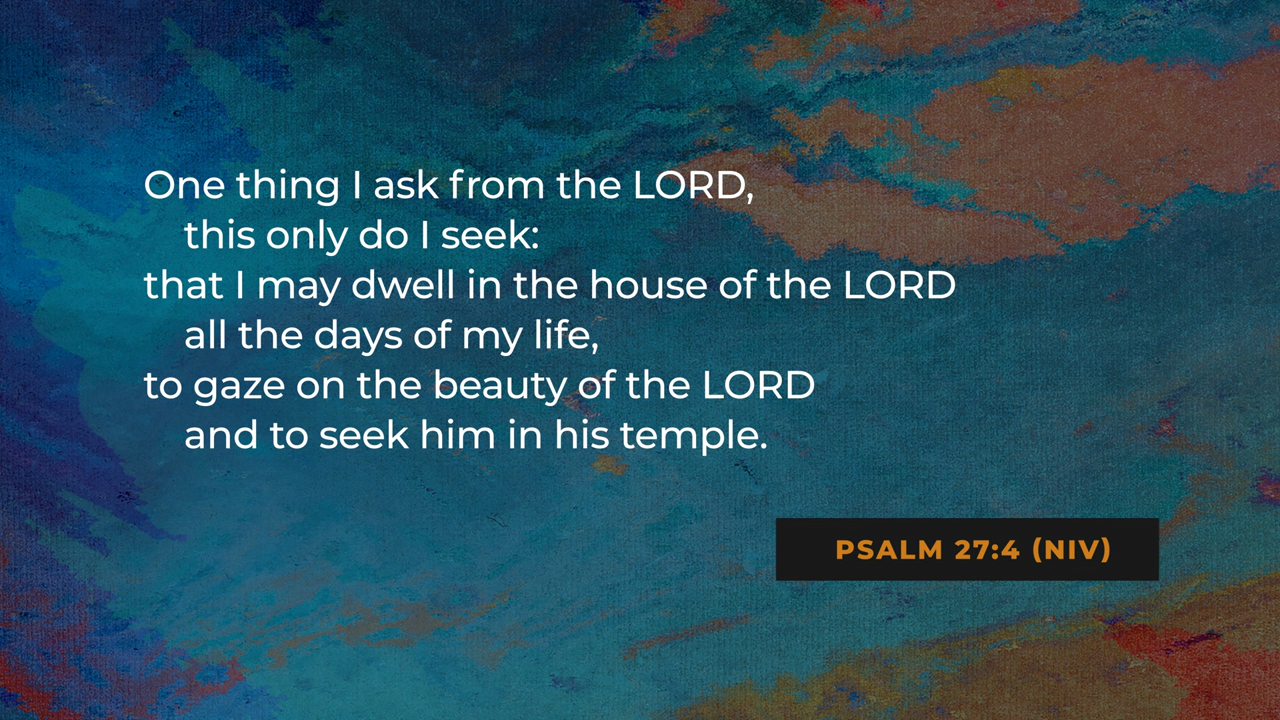 One thing I ask from the LORD,
this only do I seek:
that I may dwell in the house of the LORD
all the days of my life,
to gaze on the beauty of the LORD
and to seek him in his temple.
PSALM 27:4 (NIV)